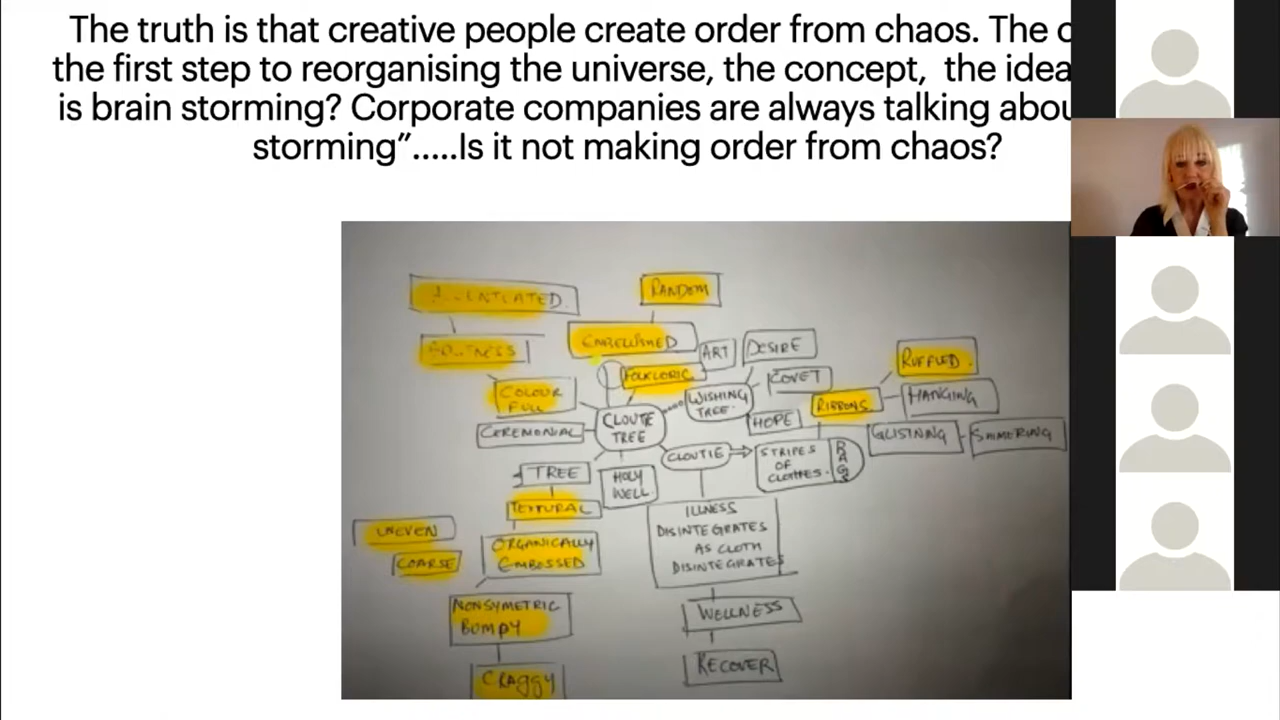 The truth is that creative people create order from chaos. The
the first step to reorganising the universe, the concept, the idea
is brain storming? Corporate companies are always talking
storming”.....Is it not making order from chaos?
RANDOM
EMBELLISHED
ART
DESIRE
FOLKLORIC
COVET
RUFFLED
COLOUR
FULL
WISHING
TREE
RIBBONS
HANGING
CLOUTE
TREE
HOPE
CEREMONIAL
CLOUTIE
STRIPES
OF
CLOTHES.
RAGS
TREE
HOLY
WELL
TEXTURAL
ILLNESS
DISINTEGRATES
AS CLOTH
DISINTEGRATES
UNEVEN
COARSE
ORGANICALLY
EMBOSSED
NONSYMETRIC
BUMPY
WELLNESS
CRAGGY
RECOVER